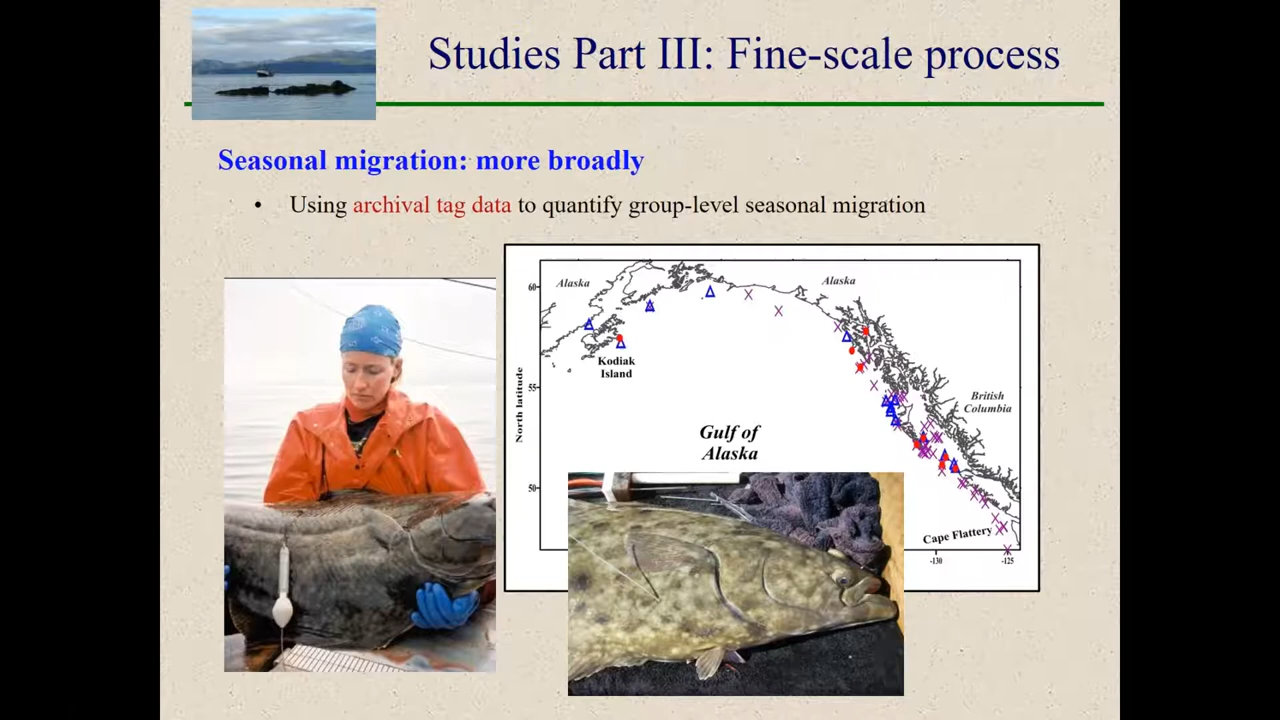 Studies Part III: Fine-scale process
Seasonal migration: more broadly
• Using archival tag data to quantify group-level seasonal migration
Alaska
Alaska
60
Kodiak
Island
55
British
Columbia
North latitude
Gulf of
Alaska
50
Cape Flattery
-130
-125